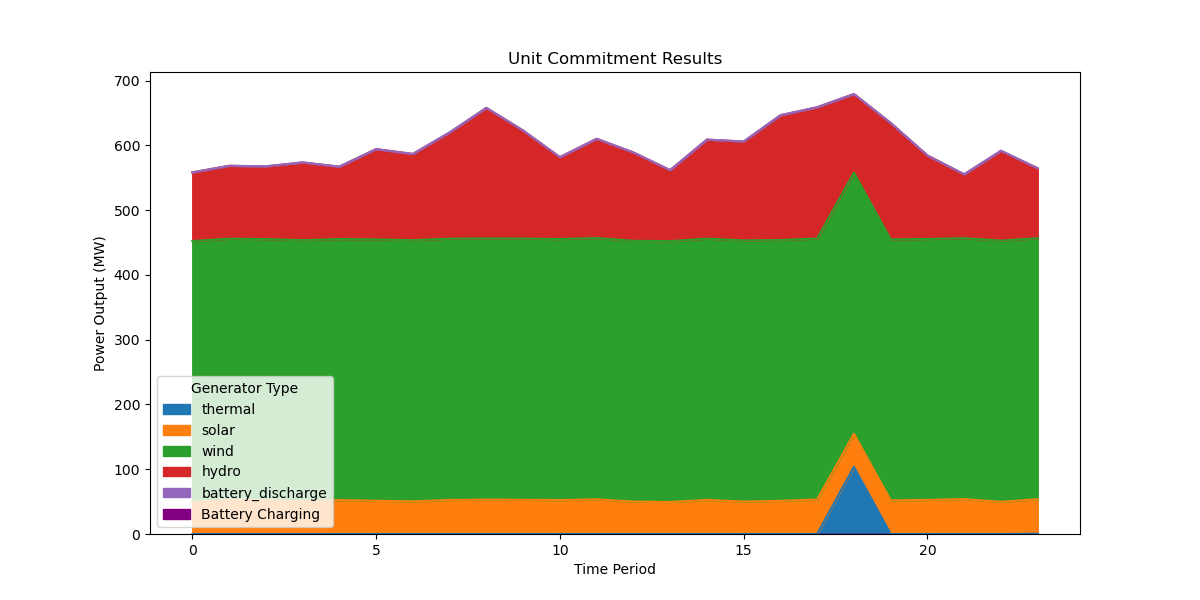 Unit Commitment Results
700
600
500
400
300
200
100
0
Power Output (MW)
Generator Type
thermal
solar
wind
hydro
battery_discharge
Battery Charging
0 5 10 15 20
Time Period